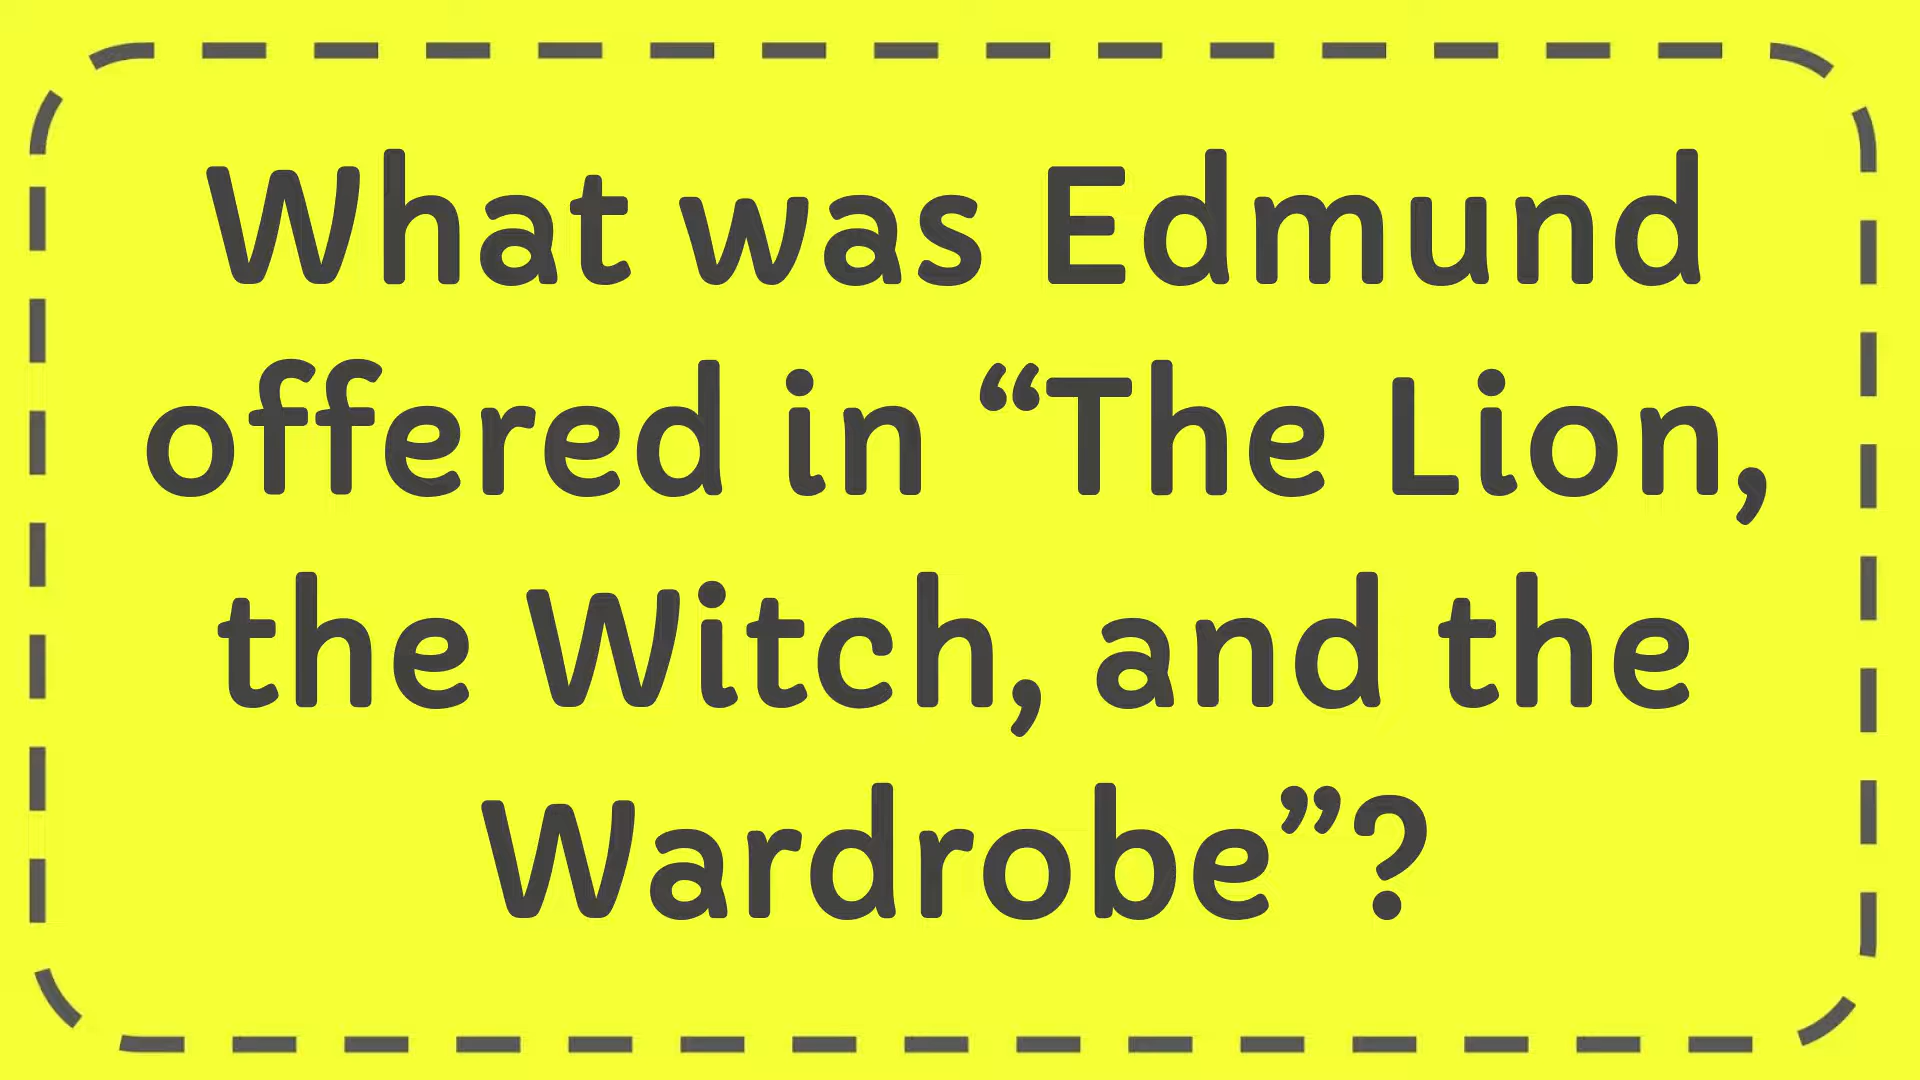 What was Edmund
offered in “The Lion,
the Witch, and the
Wardrobe”?